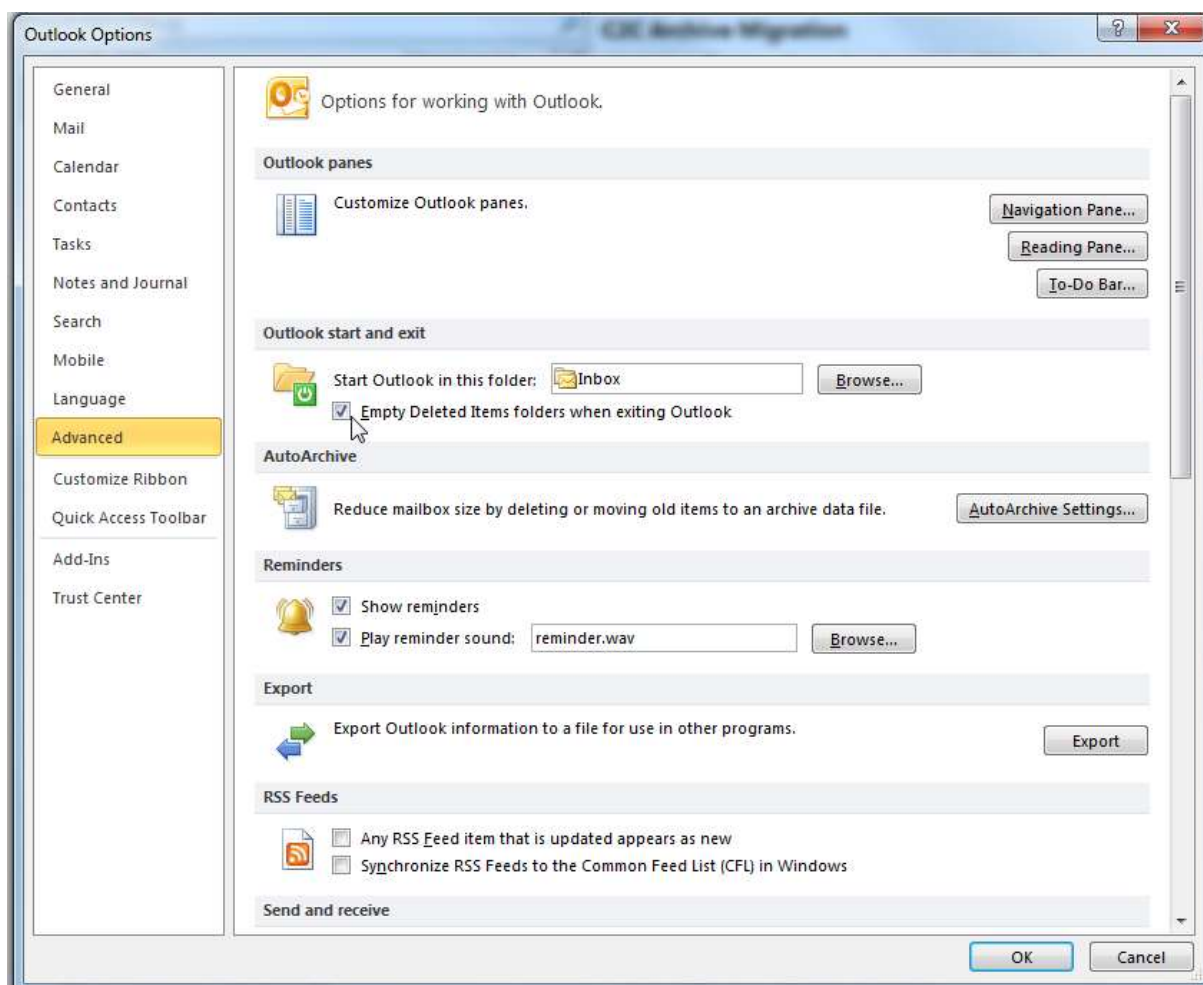 Outlook Options
C2C Archive Migration
General
Mail
Calendar
Contacts
Tasks
Notes and Journal
Search
Mobile
Language
Advanced
Customize Ribbon
Quick Access Toolbar
Add-Ins
Trust Center
Options for working with Outlook.
Outlook panes
Customize Outlook panes.
Navigation Pane...
Reading Pane...
To-Do Bar...
Outlook start and exit
Start Outlook in this folder: Inbox Browse...
Empty Deleted Items folders when exiting Outlook
AutoArchive
Reduce mailbox size by deleting or moving old items to an archive data file. AutoArchive Settings...
Reminders
Show reminders
Play reminder sound: reminder.wav Browse...
Export
Export Outlook information to a file for use in other programs.
Export
RSS Feeds
Any RSS Feed item that is updated appears as new
Synchronize RSS Feeds to the Common Feed List (CFL) in Windows
Send and receive
OK Cancel